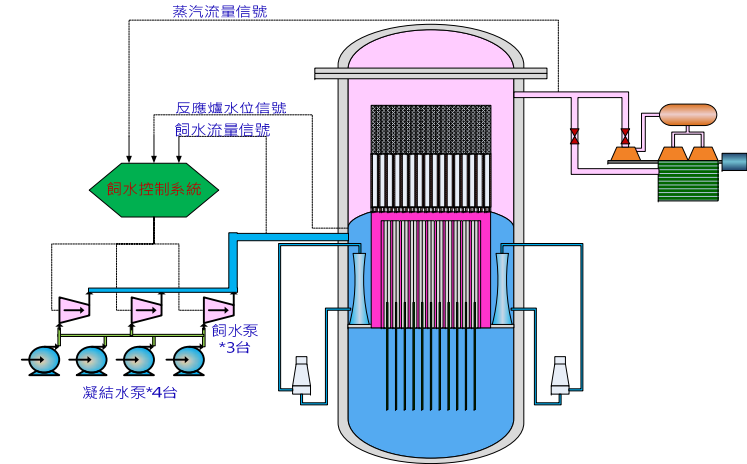 蒸汽流量信號
反應爐水位信號
飼水流量信號
飼水控制系統
飼水泵
*3台
凝結水泵*4台